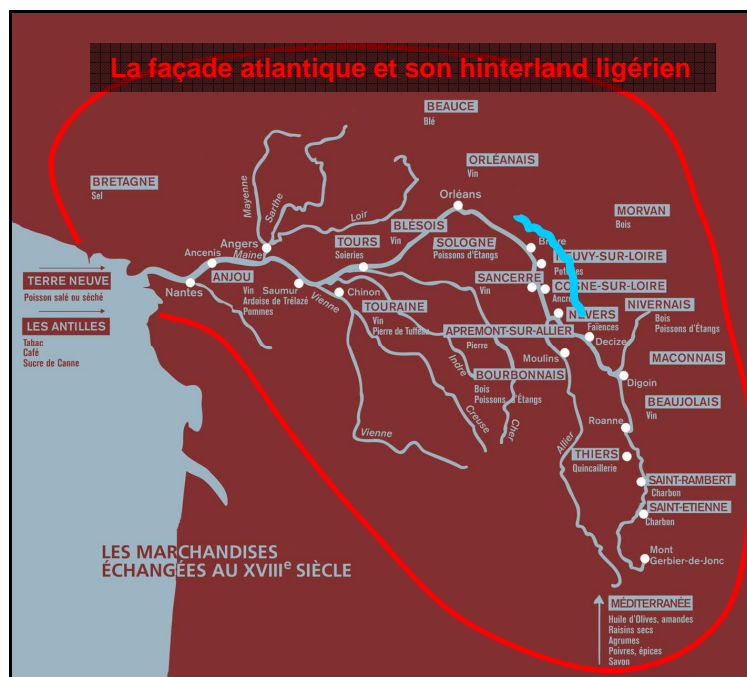 La façade atlantique et son hinterland ligérien
BEAUCE
Blé
ORLÉANAIS
Vin
BRETAGNE
Sel
Mayenne
Sarthe
Loir
Orléans
MORVAN
Bois
BLÉSOIS
Vin
SOLOGNE
Poissons d'Étangs
TOURS
Soieries
Angers
Maine
Ancenis
ANJOU
Vin
Ardoise de Trélazé
Pommes
Nantes
Saumur
Vienne
Chinon
TOURAINE
Vin
Pierre de Tuffeau
TERRE NEUVE
Poisson salé ou séché
LES ANTILLES
Tabac
Café
Sucre de Canne
NEUVY-SUR-LOIRE
SANCERRE
Vin
COSNE-SUR-LOIRE
NEVERS
Faïences
NIVERNAIS
Bois
Poissons d'Étangs
APREMONT-SUR-ALLIER
Pierre
Decize
Moulins
MACONNAIS
Digoin
BOURBONNAIS
Bois
Poissons d'Étangs
Indre
Creuse
Cher
Vienne
Allier
BEAUJOLAIS
Vin
Roanne
THIERS
Quincaillerie
SAINT-RAMBERT
Charbon
SAINT-ETIENNE
Charbon
Mont
Gerbier-de-Jonc
LES MARCHANDISES
ÉCHANGÉES AU XVIIIe SIÈCLE
MÉDITERRANÉE
Huile d'Olives, amandes
Raisins secs
Agrumes
Poivres, épices
Savon